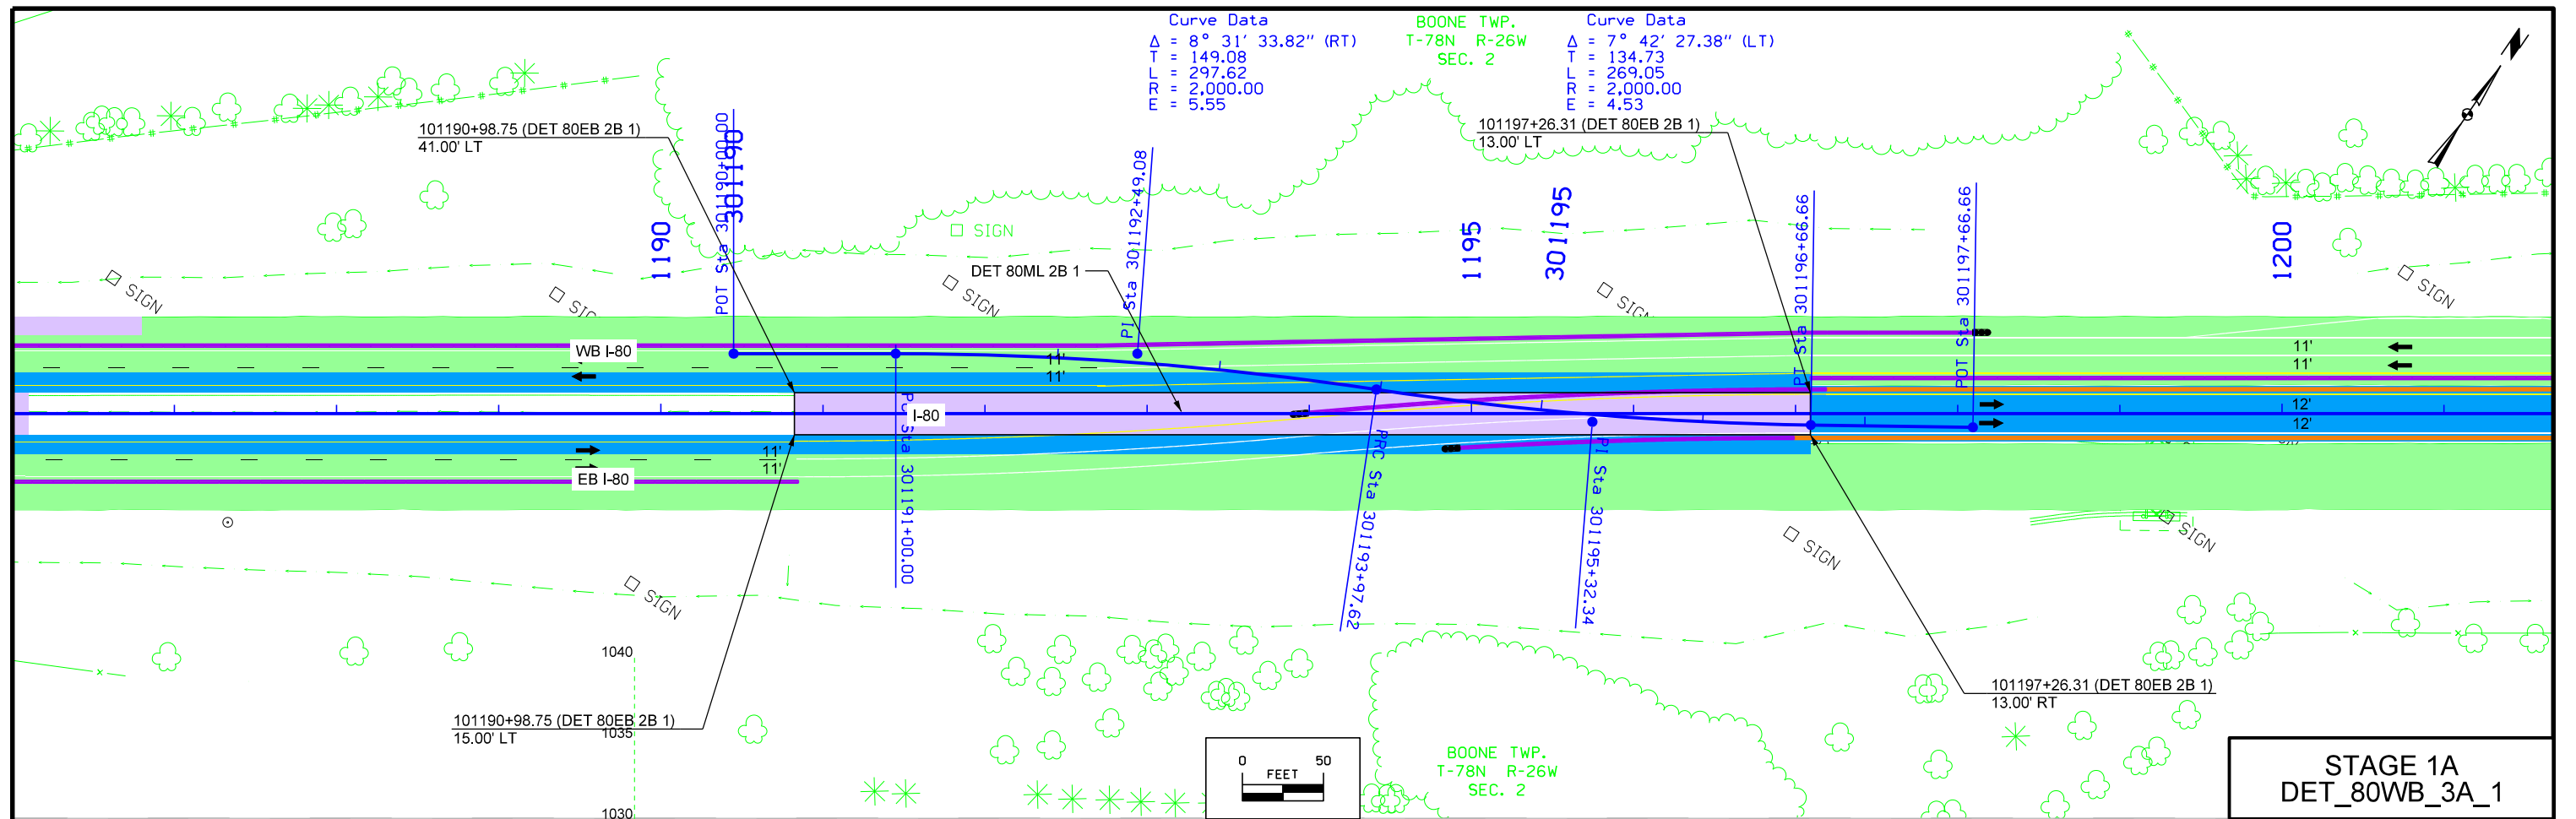 Curve Data
Δ = 8° 31' 33.82" (RT)
T = 149.08
L = 297.62
R = 2,000.00
E = 5.55
BOONE TWP.
T-78N R-26W
SEC. 2
Curve Data
Δ = 7° 42' 27.38" (LT)
T = 134.73
L = 269.05
R = 2,000.00
E = 4.53
N
101190+98.75 (DET 80EB 2B 1)
41.00' LT
101197+26.31 (DET 80EB 2B 1)
13.00' LT
1190
POT Sta 301190+00.00
301190
PI Sta 301192+49.08
1195
301195
PT Sta 301196+66.66
POT Sta 301197+66.66
1200
SIGN
DET 80ML 2B 1
SIGN
SIGN
SIGN
SIGN
WB I-80
11'
11'
11'
11'
I-80
12'
12'
11'
11'
EB I-80
Sta 301191+00.00
PRC Sta 301193+97.62
PI Sta 301195+32.34
SIGN
SIGN
SIGN
1040
1035
1030
101190+98.75 (DET 80EB 2B 1)
15.00' LT
101197+26.31 (DET 80EB 2B 1)
13.00' RT
0 50
FEET
BOONE TWP.
T-78N R-26W
SEC. 2
STAGE 1A
DET_80WB_3A_1